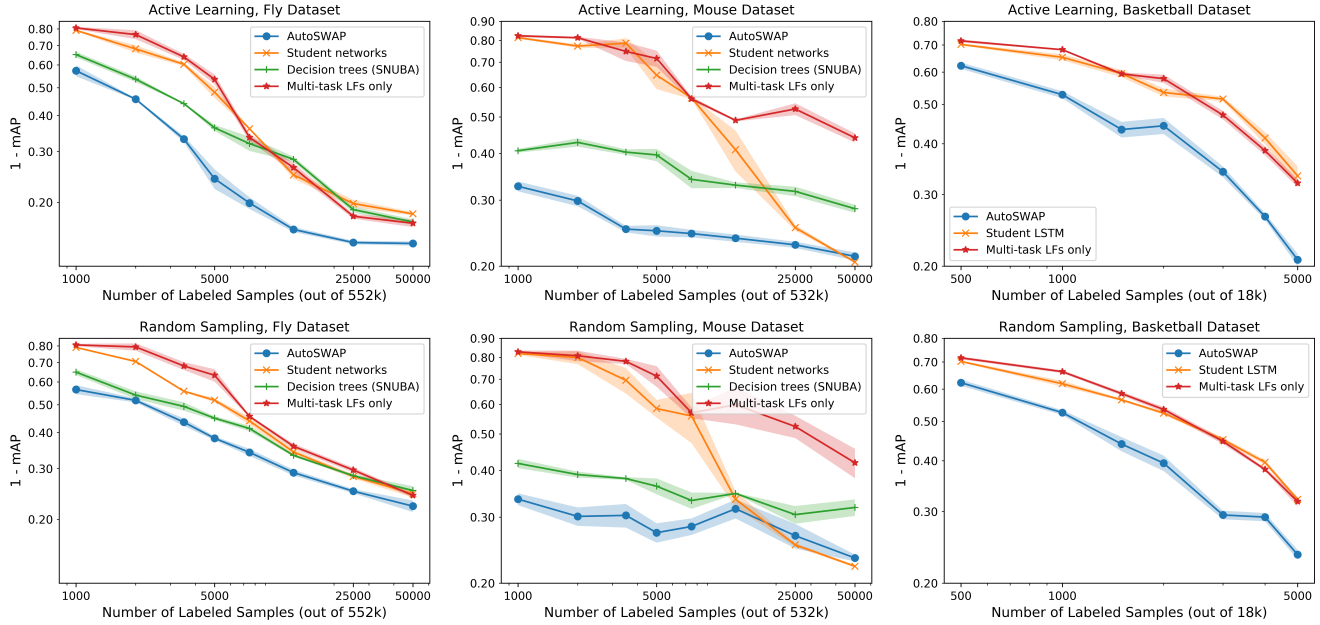 Active Learning, Fly Dataset
1 - mAP
0.80
0.70
0.60
0.50
0.40
0.30
0.20
AutoSWAP
Student networks
Decision trees (SNUBA)
Multi-task LFs only
1000
5000
25000
50000
Number of Labeled Samples (out of 552k)
Active Learning, Mouse Dataset
1 - mAP
0.90
0.80
0.70
0.60
0.50
0.40
0.30
0.20
AutoSWAP
Student networks
Decision trees (SNUBA)
Multi-task LFs only
1000
5000
25000
50000
Number of Labeled Samples (out of 532k)
Active Learning, Basketball Dataset
1 - mAP
0.80
0.70
0.60
0.50
0.40
0.30
0.20
AutoSWAP
Student LSTM
Multi-task LFs only
500
1000
5000
Number of Labeled Samples (out of 18k)
Random Sampling, Fly Dataset
1 - mAP
0.80
0.70
0.60
0.50
0.40
0.30
0.20
AutoSWAP
Student networks
Decision trees (SNUBA)
Multi-task LFs only
1000
5000
25000
50000
Number of Labeled Samples (out of 552k)
Random Sampling, Mouse Dataset
1 - mAP
0.90
0.80
0.70
0.60
0.50
0.40
0.30
0.20
AutoSWAP
Student networks
Decision trees (SNUBA)
Multi-task LFs only
1000
5000
25000
50000
Number of Labeled Samples (out of 532k)
Random Sampling, Basketball Dataset
1 - mAP
0.80
0.70
0.60
0.50
0.40
0.30
0.20
AutoSWAP
Student LSTM
Multi-task LFs only
500
1000
5000
Number of Labeled Samples (out of 18k)